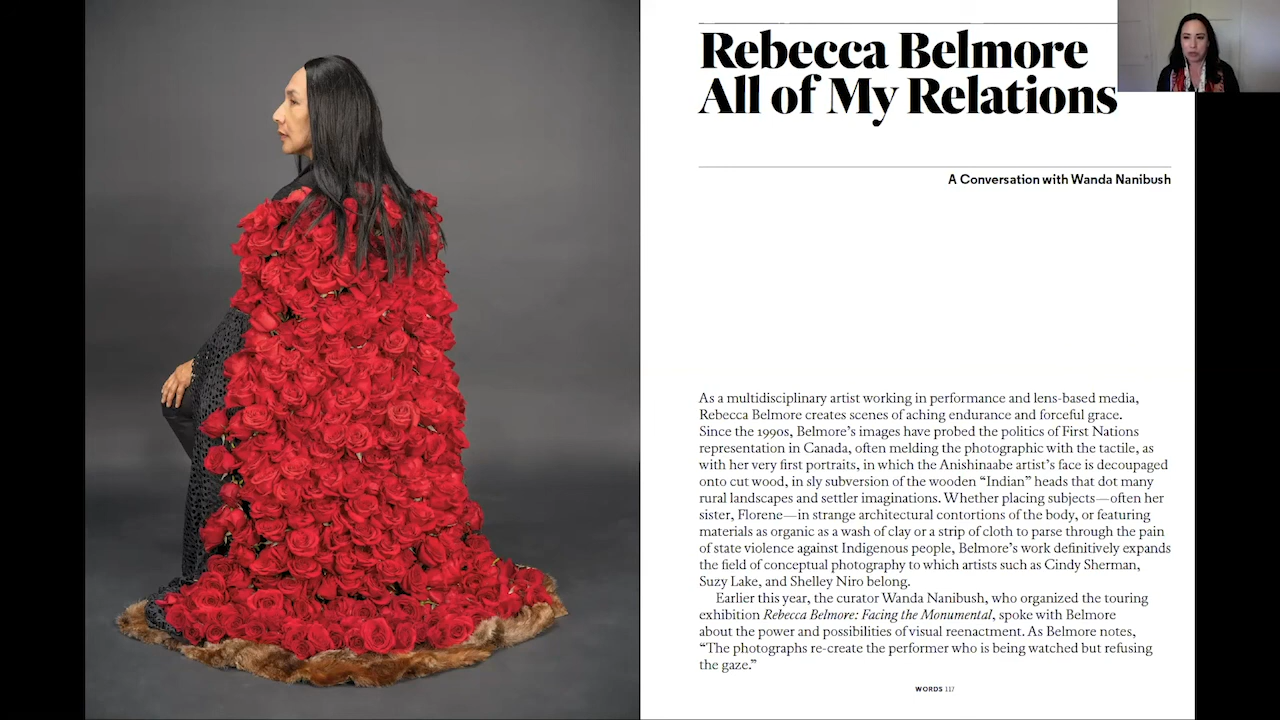 Rebecca Belmore
All of My Relations
A Conversation with Wanda Nanibush
As a multidisciplinary artist working in performance and lens-based media,
Rebecca Belmore creates scenes of aching endurance and forceful grace.
Since the 1990s, Belmore’s images have probed the politics of First Nations
representation in Canada, often melding the photographic with the tactile, as
with her very first portraits, in which the Anishinaabe artist’s face is decoupaged
onto cut wood, in sly subversion of the wooden “Indian” heads that dot many
rural landscapes and settler imaginations. Whether placing subjects—often her
sister, Florene—in strange architectural contortions of the body, or featuring
materials as organic as a wash of clay or a strip of cloth to parse through the pain
of state violence against Indigenous people, Belmore’s work definitively expands
the field of conceptual photography to which artists such as Cindy Sherman,
Suzy Lake, and Shelley Niro belong.
Earlier this year, the curator Wanda Nanibush, who organized the touring
exhibition Rebecca Belmore: Facing the Monumental, spoke with Belmore
about the power and possibilities of visual reenactment. As Belmore notes,
“The photographs re-create the performer who is being watched but refusing
the gaze.”
WORDS 117